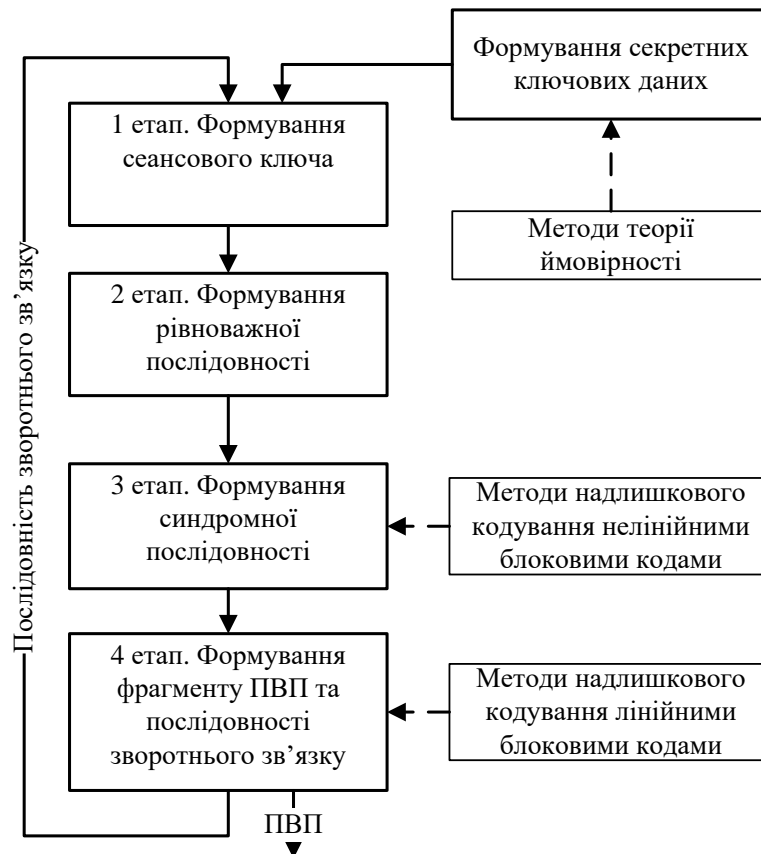 Формування секретних
ключових даних
1 етап. Формування
сеансового ключа
Методи теорії
ймовірності
2 етап. Формування
рівноважної
послідовності
Послідовність зворотнього зв’язку
3 етап. Формування
синдромної
послідовності
Методи надлишкового
кодування нелінійними
блоковими кодами
4 етап. Формування
фрагменту ПВП та
послідовності
зворотнього зв’язку
Методи надлишкового
кодування лінійними
блоковими кодами
ПВП